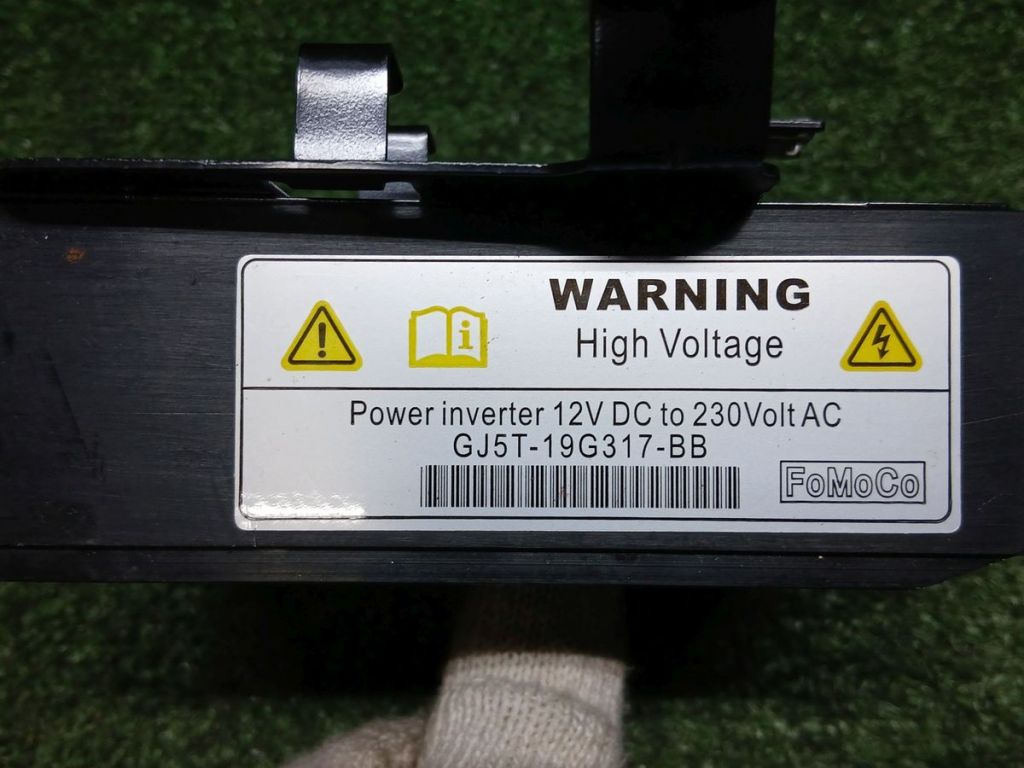 WARNING
High Voltage
Power inverter 12V DC to 230Volt AC
GJ5T-19G317-BB
FoMoCo